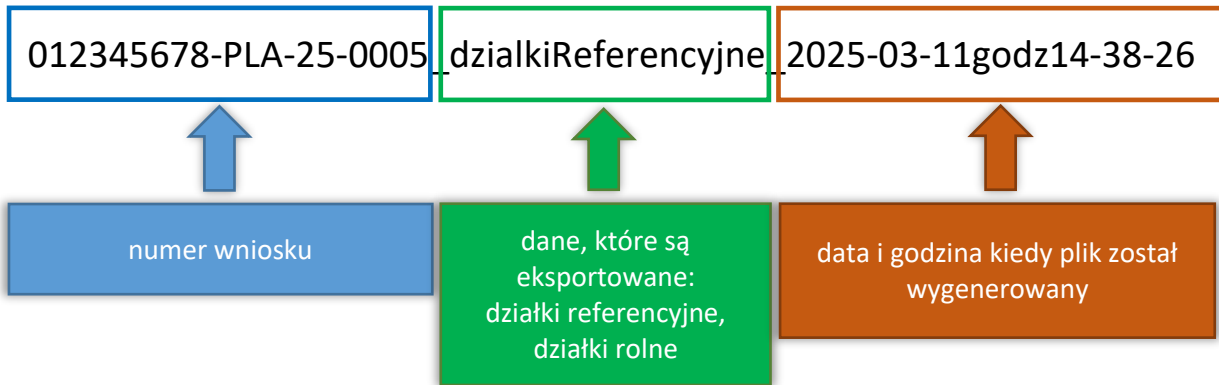 012345678-PLA-25-0005_dzialkiReferencyjne_2025-03-11godz14-38-26
numer wniosku
dane, które są
eksportowane:
działki referencyjne,
działki rolne
data i godzina kiedy plik został
wygenerowany